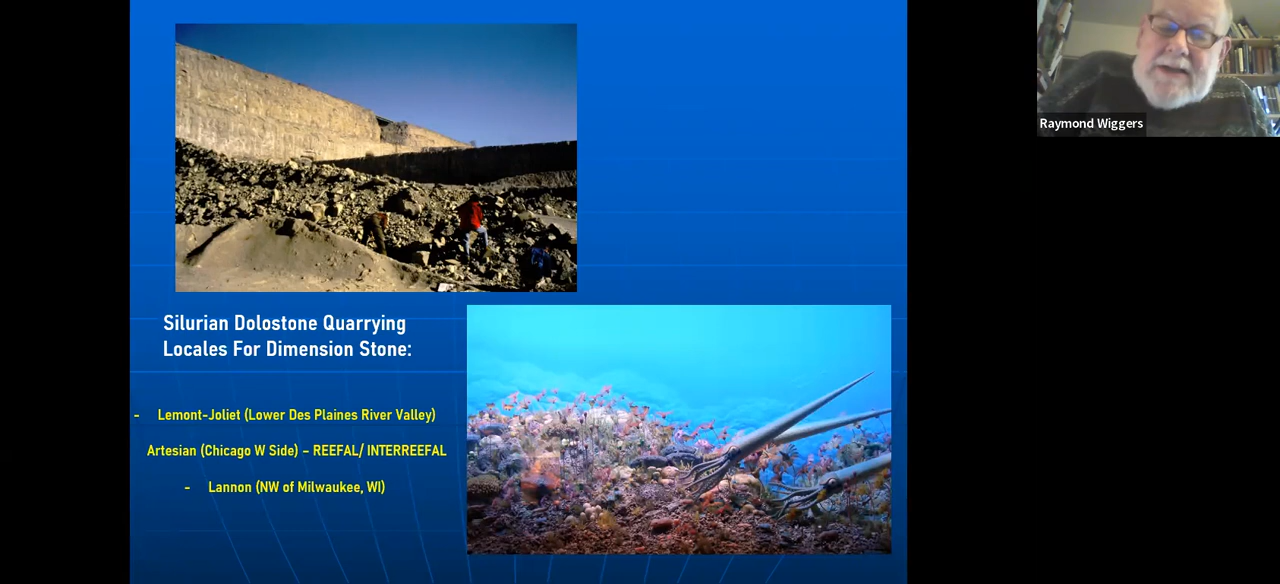 Raymond Wiggers
Silurian Dolostone Quarrying
Locales For Dimension Stone:
- Lemont-Joliet (Lower Des Plaines River Valley)
Artesian (Chicago W Side) – REEFAL/ INTERREEFAL
- Lannon (NW of Milwaukee, WI)